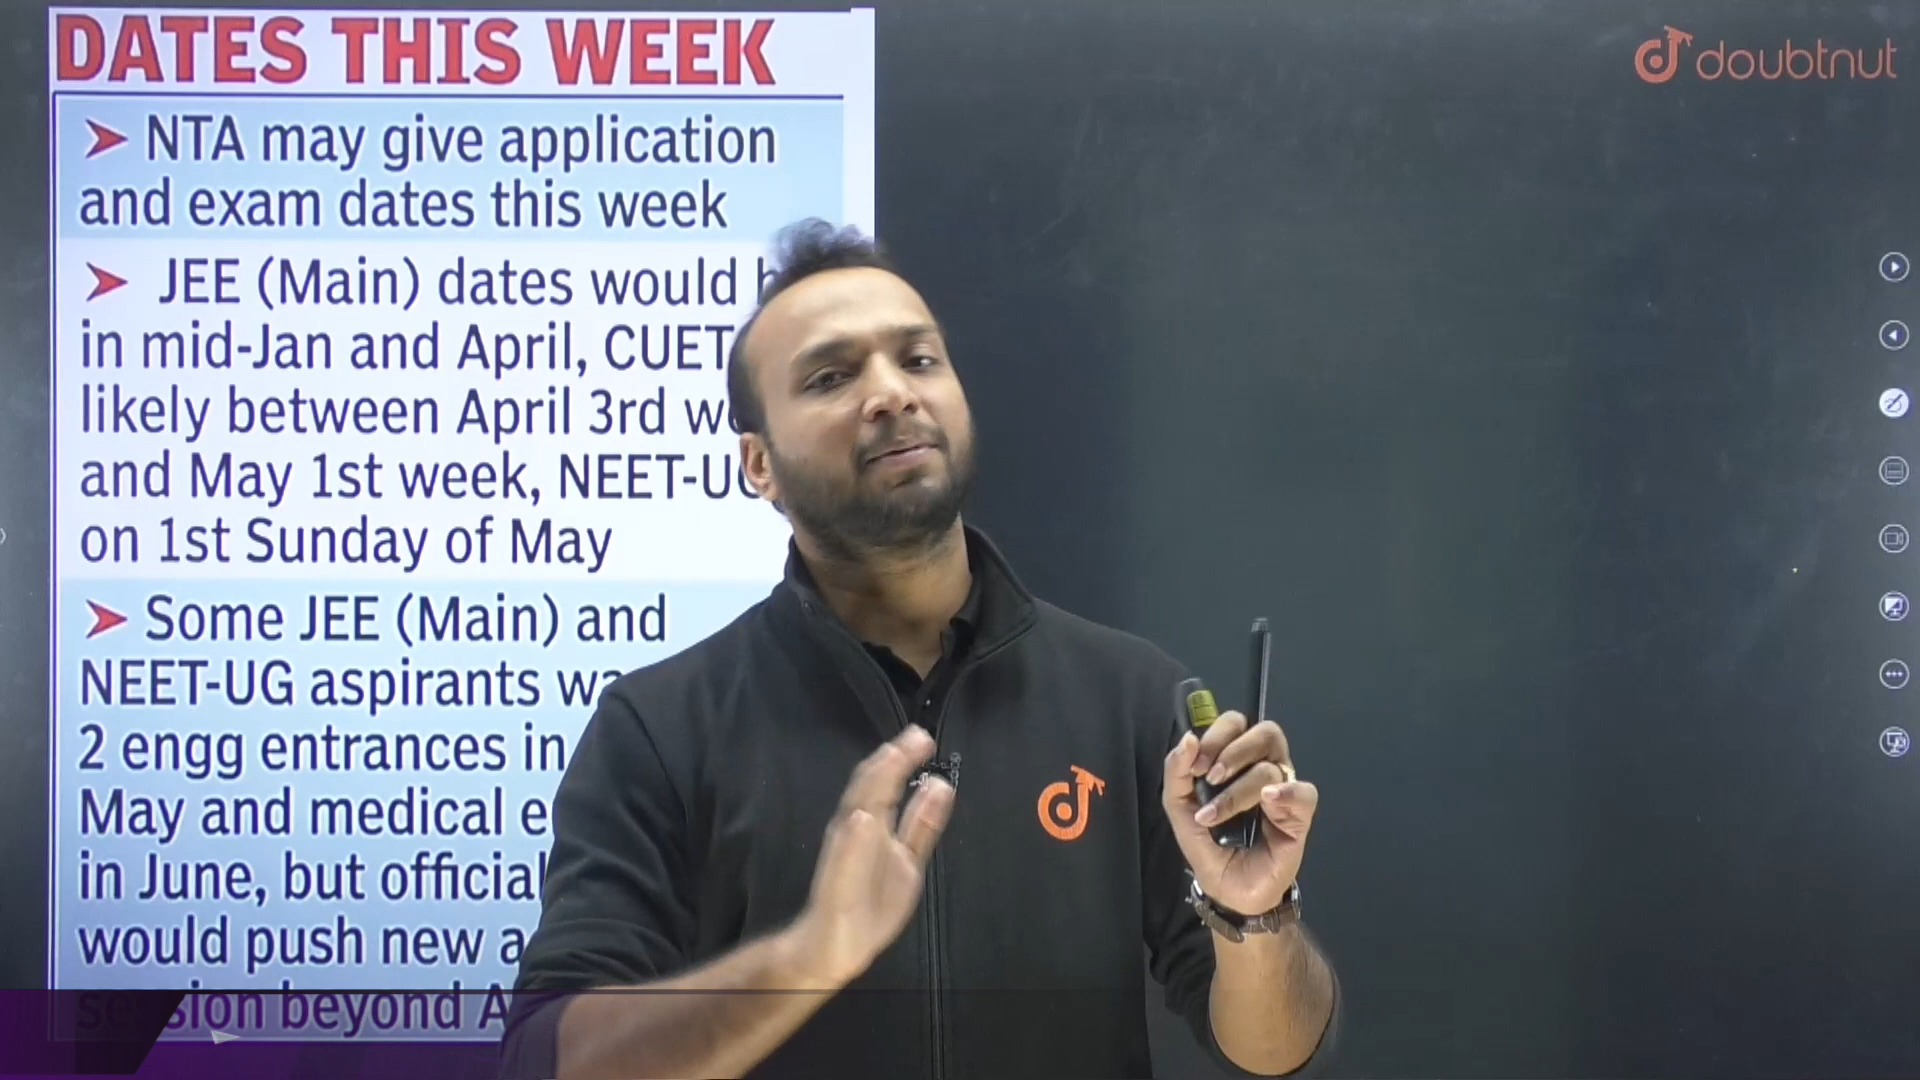 DATES THIS WEEK
doubtnut
➤ NTA may give application
and exam dates this week
➤ JEE (Main) dates would
in mid-Jan and April, CUET
likely between April 3rd
and May 1st week, NEET-UG
on 1st Sunday of May
➤ Some JEE (Main) and
NEET-UG aspirants
2 engg entrances in
May and medical
in June, but official
would push new
session beyond